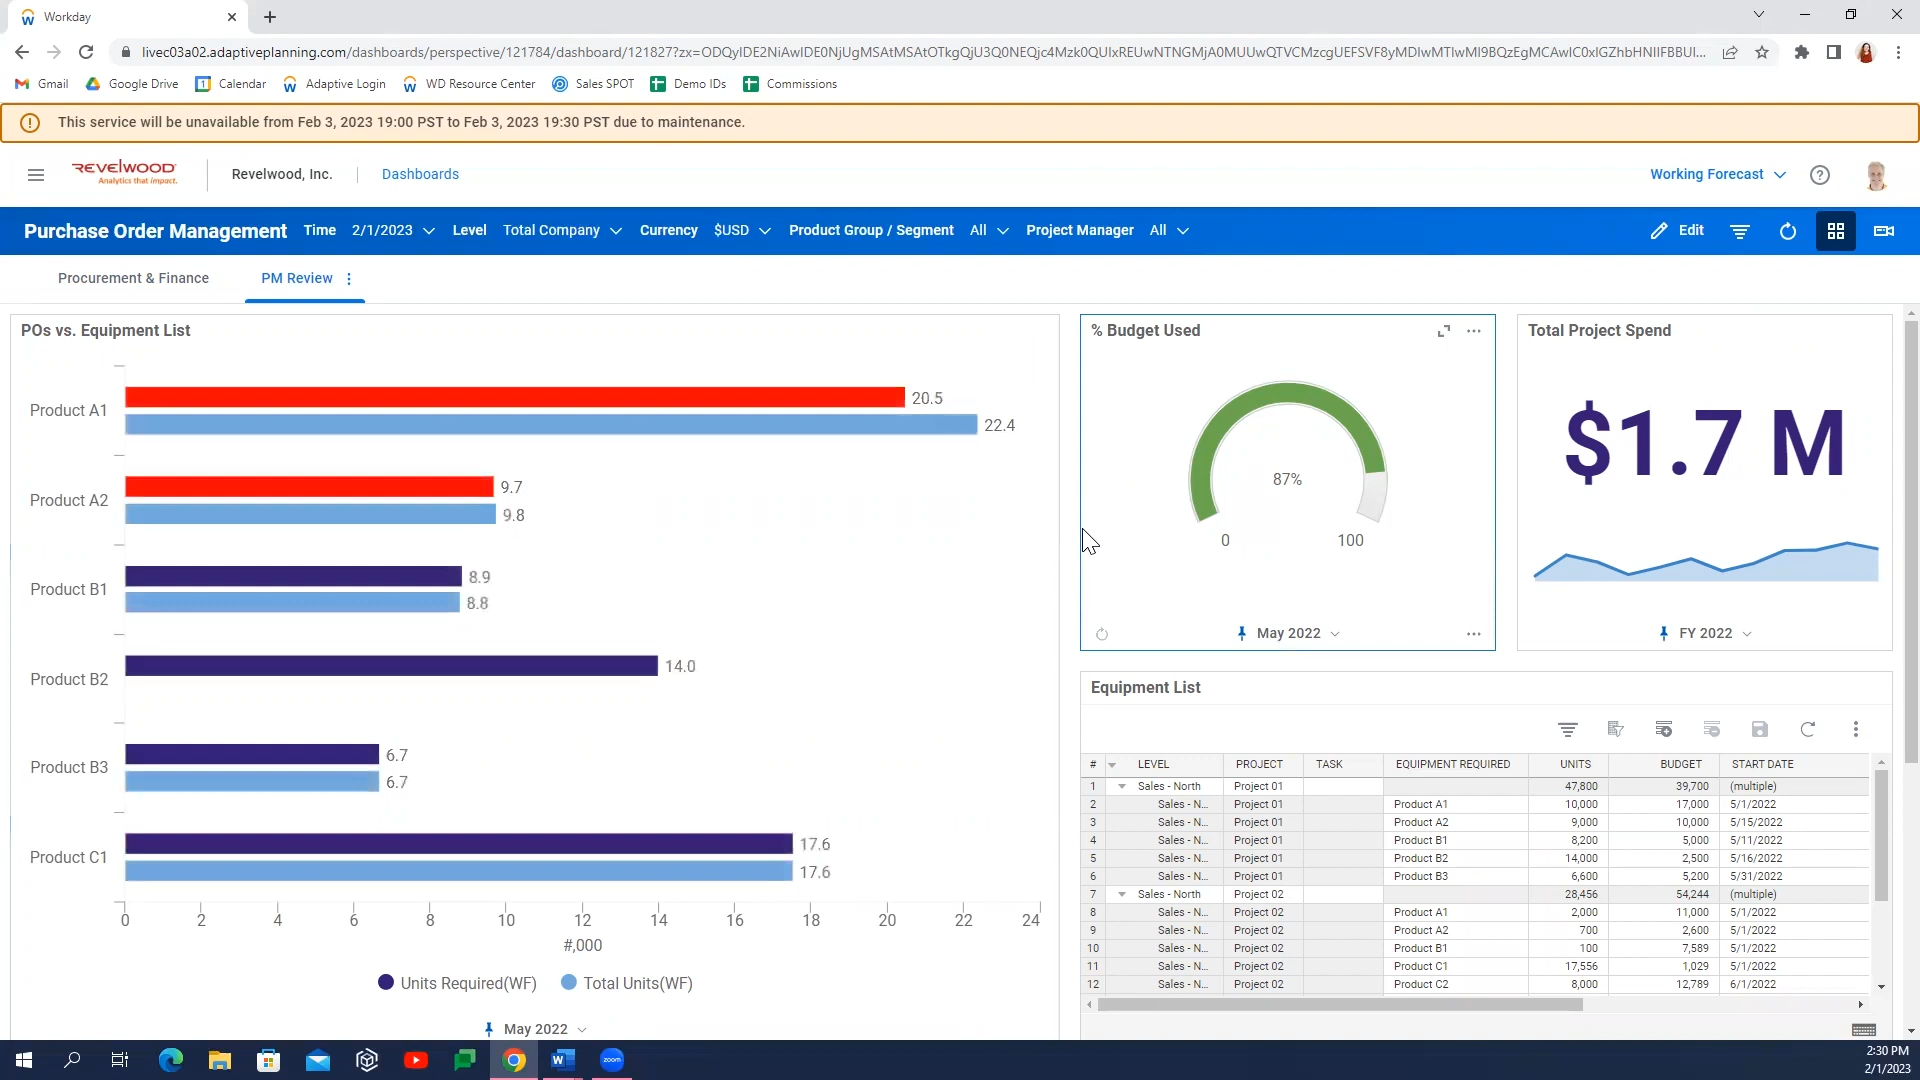 Workday
livec03a02.adaptiveplanning.com/dashboards/perspective/121784/dashboard/121827?
Gmail Google Drive Calendar Adaptive Login WD Resource Center Sales SPOT Demo IDs Commissions
This service will be unavailable from Feb 3, 2023 19:00 PST to Feb 3, 2023 19:30 PST due to maintenance.
REVELWOOD
Analytics that impact.
Revelwood, Inc. Dashboards Working Forecast
Purchase Order Management Time 2/1/2023 Level Total Company Currency $USD Product Group / Segment All Project Manager All Edit
Procurement & Finance PM Review
POs vs. Equipment List
Product A1 20.5
22.4
Product A2 9.7
9.8
Product B1 8.9
8.8
Product B2 14.0
Product B3 6.7
6.7
Product C1 17.6
17.6
0 2 4 6 8 10 12 14 16 18 20 22 24
#,000
Units Required(WF) Total Units(WF)
May 2022
% Budget Used
87%
0 100
May 2022
Total Project Spend
$1.7 M
FY 2022
Equipment List
# LEVEL PROJECT TASK EQUIPMENT REQUIRED UNITS BUDGET START DATE
1 Sales - North Project 01 47,800 39,700 (multiple)
2 Sales - N... Project 01 Product A1 10,000 17,000 5/1/2022
3 Sales - N... Project 01 Product A2 9,000 10,000 5/15/2022
4 Sales - N... Project 01 Product B1 8,200 5,000 5/11/2022
5 Sales - N... Project 01 Product B2 14,000 2,500 5/16/2022
6 Sales - N... Project 01 Product B3 6,600 5,200 5/31/2022
7 Sales - North Project 02 28,456 54,244 (multiple)
8 Sales - N... Project 02 Product A1 2,000 11,000 5/1/2022
9 Sales - N... Project 02 Product A2 700 2,600 5/1/2022
10 Sales - N... Project 02 Product B1 100 7,589 5/1/2022
11 Sales - N... Project 02 Product C1 17,556 1,029 5/1/2022
12 Sales - N... Project 02 Product C2 8,000 12,789 6/1/2022
zoom
2:30 PM
2/1/2023